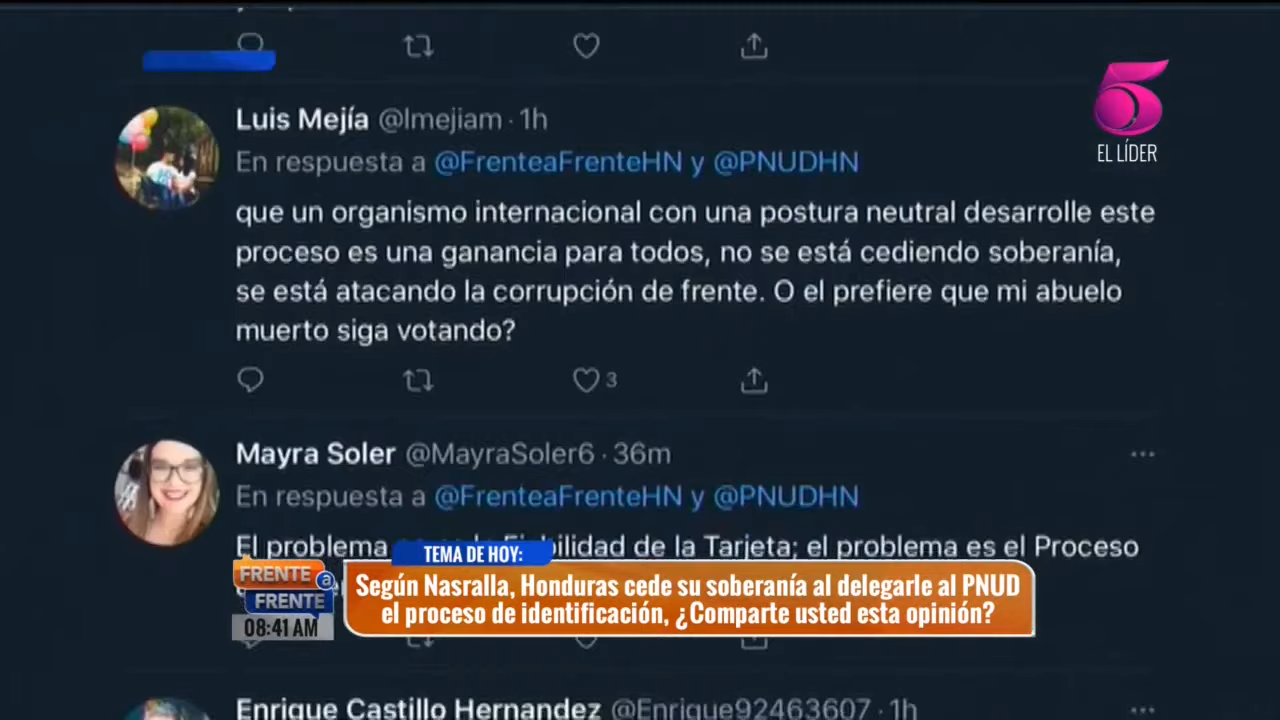 Luis Mejía @lmejiam · 1h
En respuesta a @FrenteaFrenteHN y @PNUDHN
que un organismo internacional con una postura neutral desarrolle este
proceso es una ganancia para todos, no se está cediendo soberanía,
se está atacando la corrupción de frente. O el prefiere que mi abuelo
muerto siga votando?
3
5
EL LÍDER
Mayra Soler @MayraSoler6 · 36m
En respuesta a @FrenteaFrenteHN y @PNUDHN
El problema la Tarjeta; el problema es el Proceso
TEMA DE HOY:
FRENTE a
FRENTE
08:41 AM
Según Nasralla, Honduras cede su soberanía al delegarle al PNUD
el proceso de identificación, ¿Comparte usted esta opinión?
Enrique Castillo Hernandez @Enrique92463607 · 1h